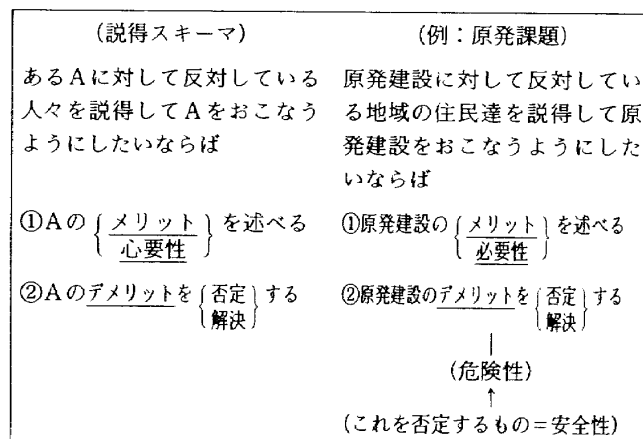 (説得スキーマ)
あるAに対して反対している
人々を説得してAをおこなう
ようにしたいならば
①Aの{メリット 心要性}を述べる
②Aのデメリットを{否定 解決}する
(例：原発課題)
原発建設に対して反対してい
る地域の住民達を説得して原
発建設をおこなうようにした
いならば
①原発建設の{メリット 必要性}を述べる
②原発建設のデメリットを{否定 解決}する
(危険性)
(これを否定するもの＝安全性)